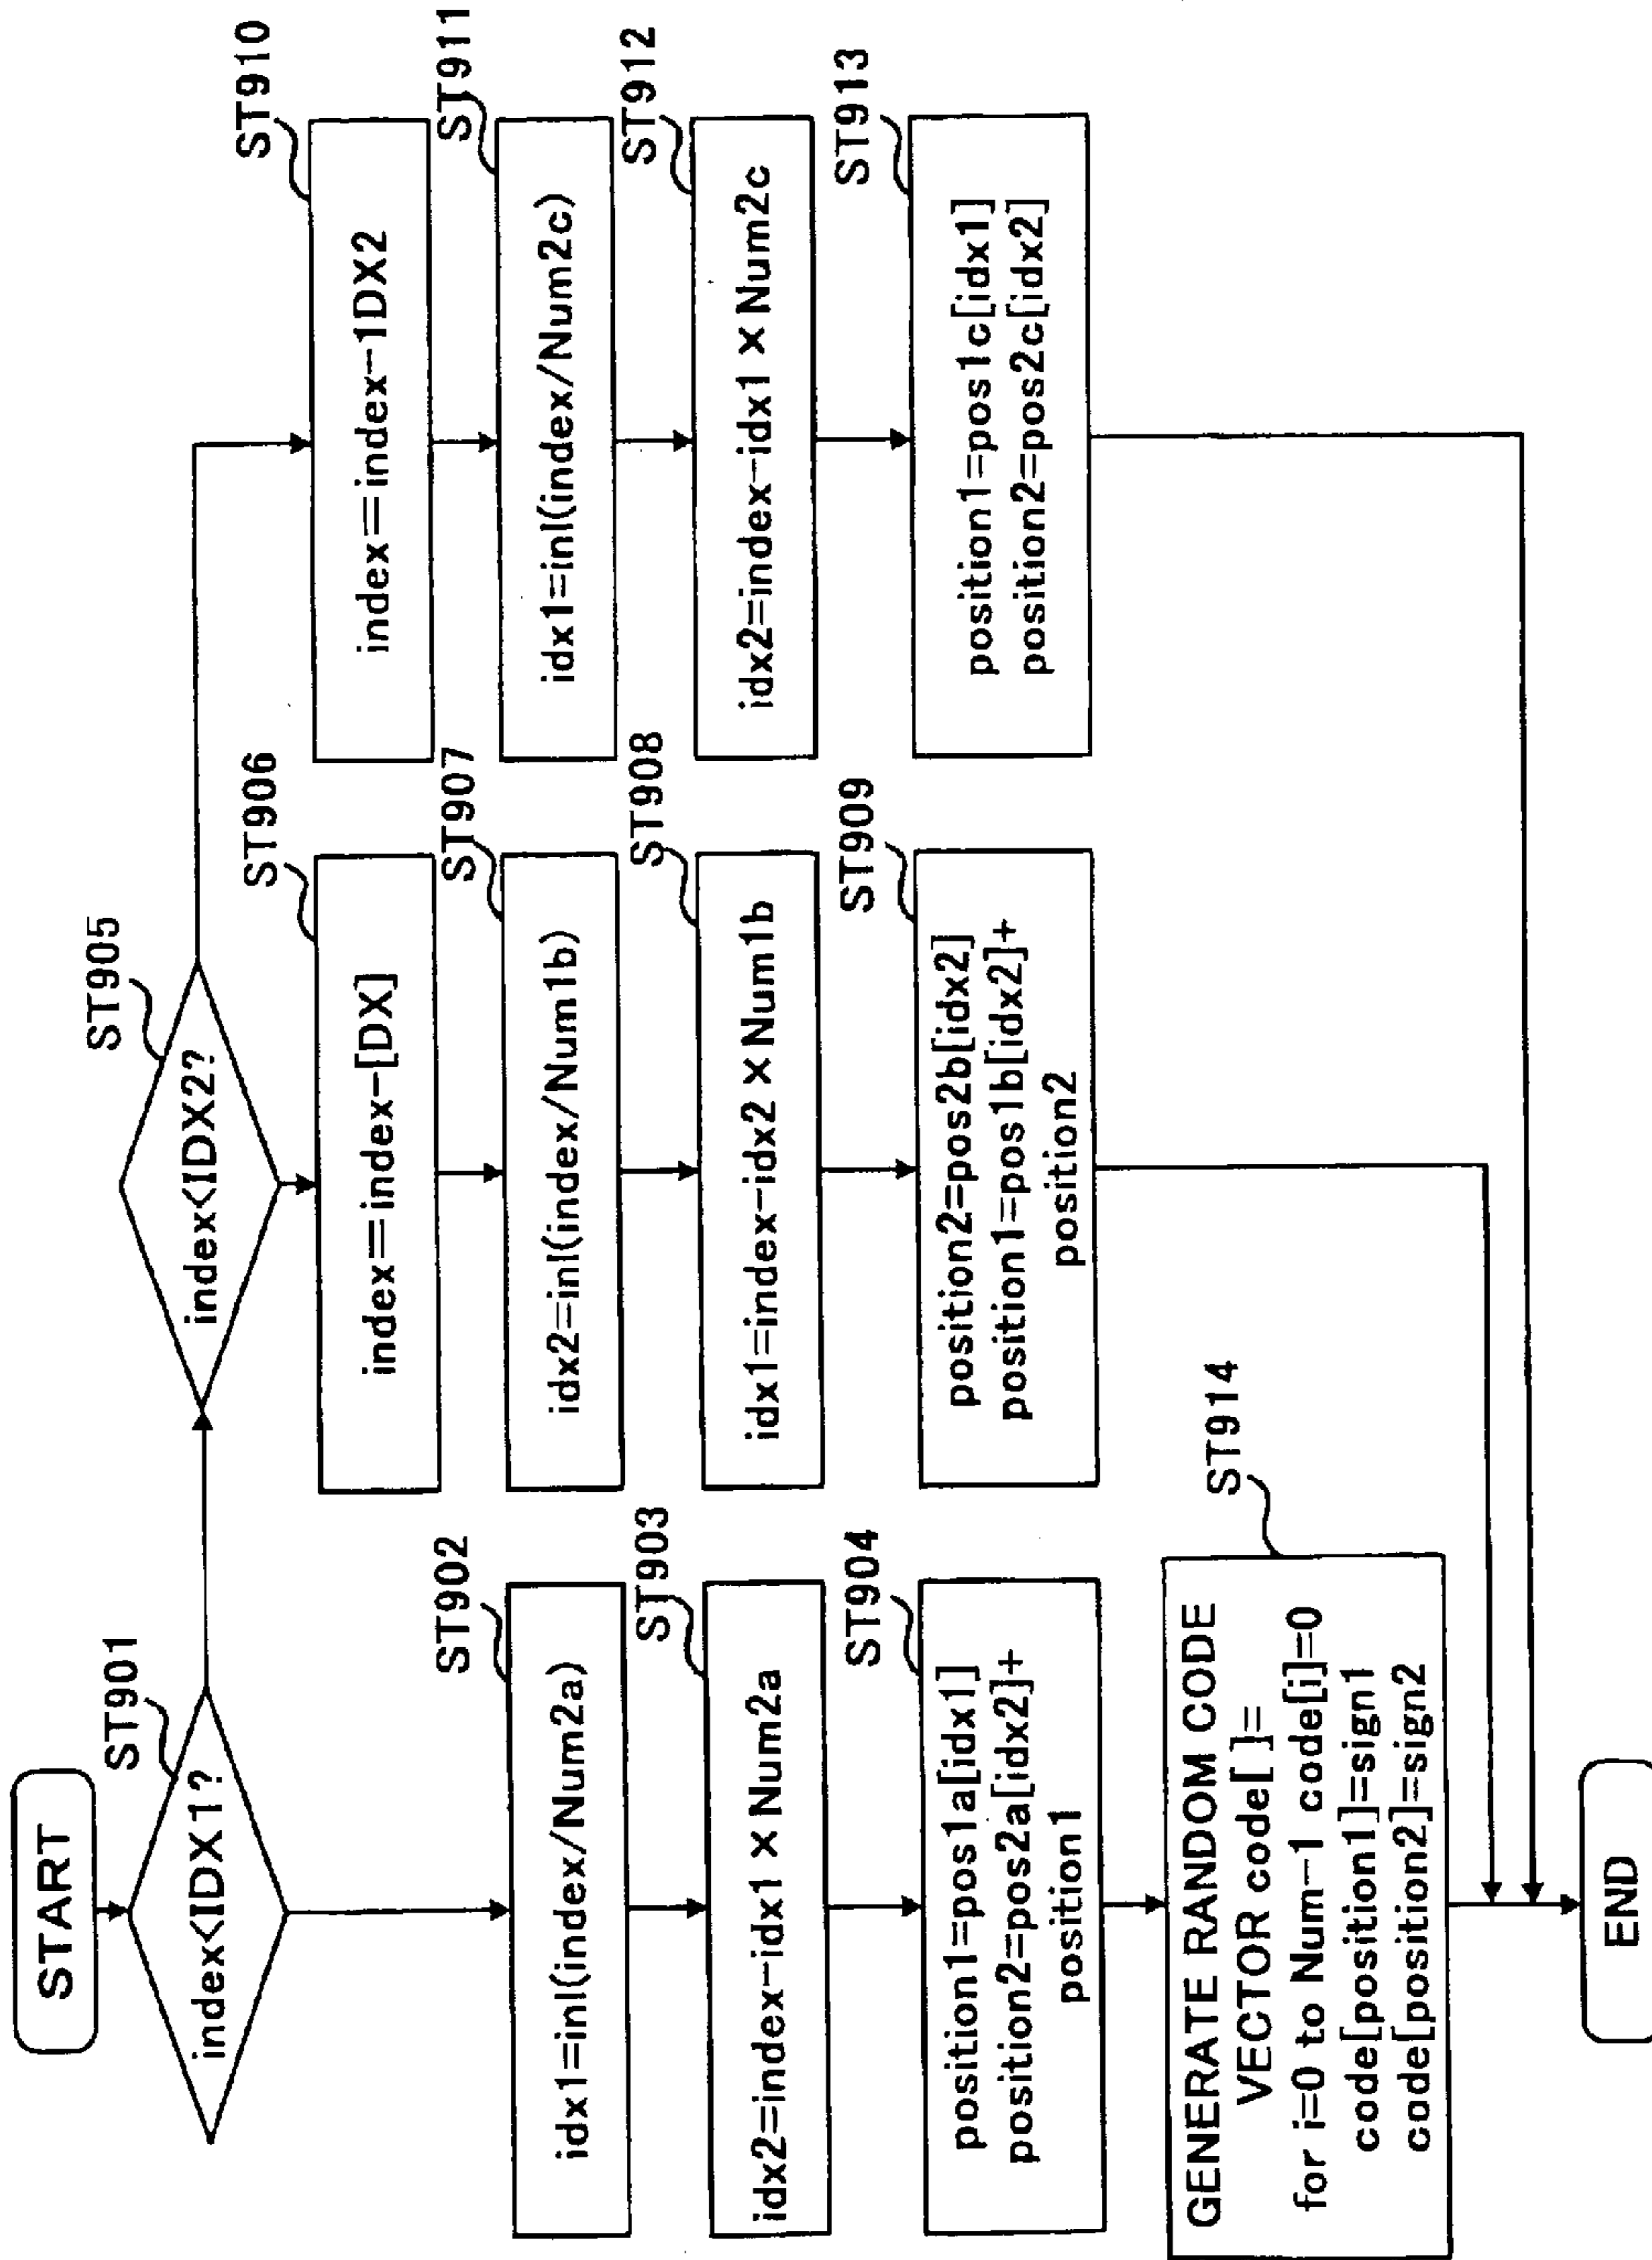 START
ST901
index<IDX1?
ST902
idx1=inl(index/Num2a)
ST903
idx2=index-idx1×Num2a
ST904
position1=pos1a[idx1]
position2=pos2a[idx2]+
position1
ST914
GENERATE RANDOM CODE
VECTOR code[ ]=
for i=0 to Num-1 code[i]=0
code[position1]=sign1
code[position2]=sign2
END
ST905
index<IDX2?
ST906
index=index-[DX]
ST907
idx2=inl(index/Num1b)
ST908
idx1=index-idx2×Num1b
ST909
position2=pos2b[idx2]
position1=pos1b[idx2]+
position2
ST910
index=index-1DX2
ST911
idx1=inl(index/Num2c)
ST912
idx2=index-idx1×Num2c
ST913
position1=pos1c[idx1]
position2=pos2c[idx2]